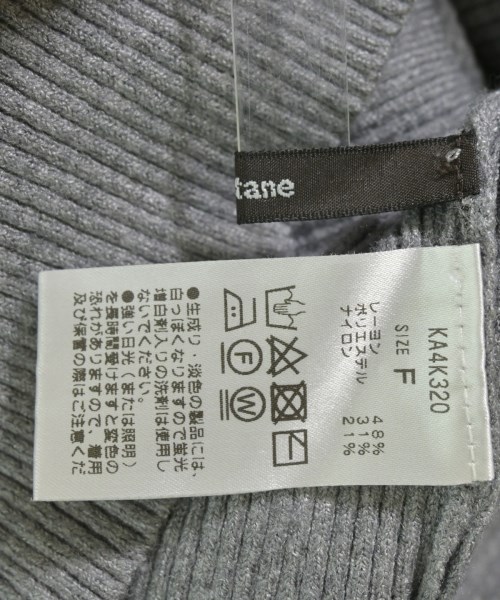 tane
KA4K320
SIZE F
レーヨン 48%
ポリエステル 31%
ナイロン 21%
●生成り・淡色の製品には、
白っぽくなりますので蛍光
増白剤入りの洗剤は使用し
ないでください。
●強い日光(または照明)
を長時間受けますと染色の
恐れがありますので、着用
及び保管の際はご注意くだ